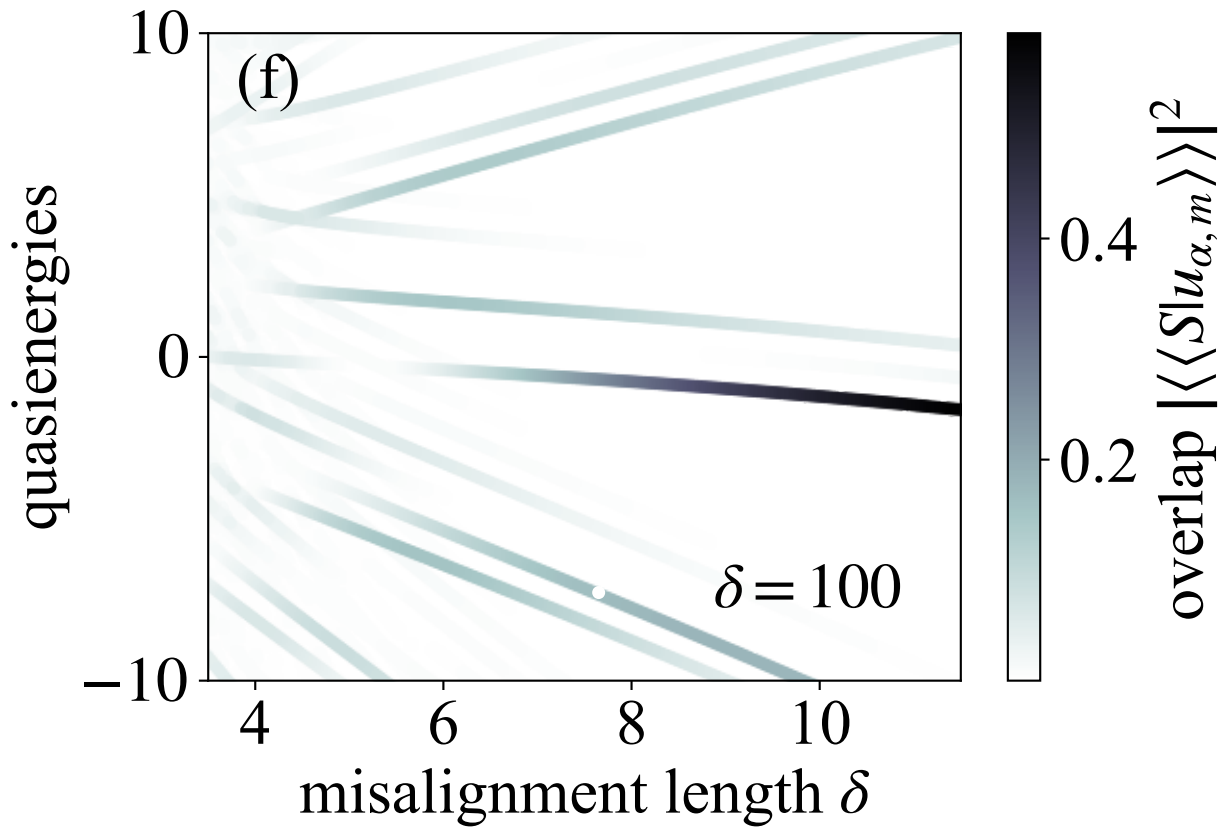 10
(f)
0
−10
quasienergies
δ = 100
4 6 8 10
misalignment length δ
0.4
0.2
overlap |⟨⟨S|u_{α,m}⟩⟩|²